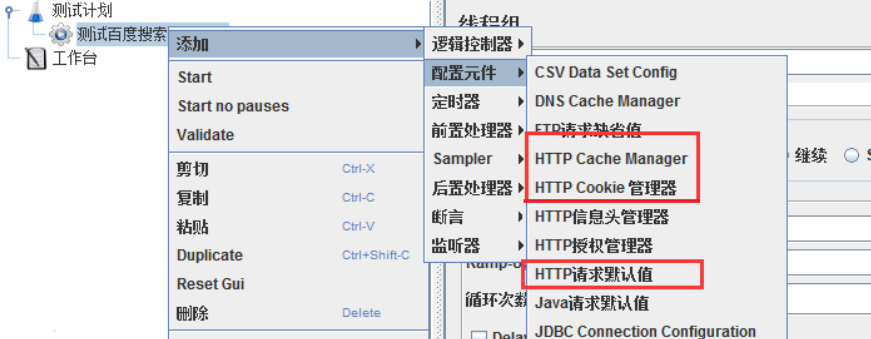 测试计划
测试百度搜索
工作台
线程组
添加
Start
Start no pauses
Validate
剪切 Ctrl-X
复制 Ctrl-C
粘贴 Ctrl-V
Duplicate Ctrl+Shift-C
Reset Gui
删除 Delete
逻辑控制器
配置元件
定时器
前置处理器
Sampler
后置处理器
断言
监听器
CSV Data Set Config
DNS Cache Manager
FTP请求缺省值
HTTP Cache Manager
HTTP Cookie 管理器
HTTP信息头管理器
HTTP授权管理器
HTTP请求默认值
Java请求默认值
JDBC Connection Configuration
继续
Ramp-
循环次数
Delay